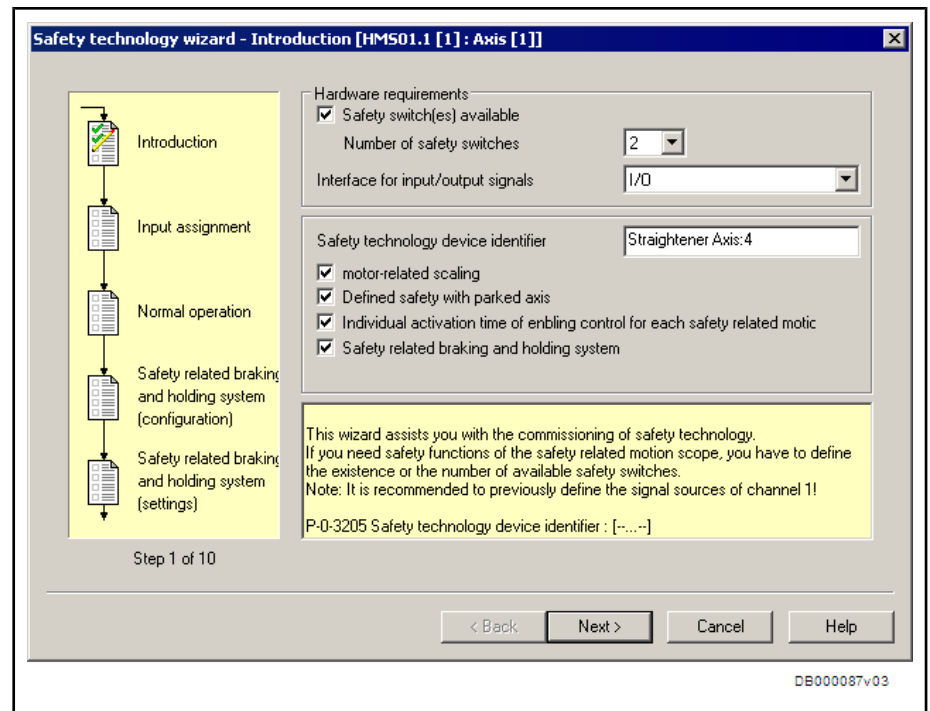 Safety technology wizard - Introduction [HMS01.1 [1] : Axis [1]]
Introduction
Input assignment
Normal operation
Safety related braking
and holding system
(configuration)
Safety related braking
and holding system
(settings)
Step 1 of 10
Hardware requirements
Safety switch(es) available
Number of safety switches
2
Interface for input/output signals
I/O
Safety technology device identifier
Straightener Axis:4
motor-related scaling
Defined safety with parked axis
Individual activation time of enbling control for each safety related motic
Safety related braking and holding system
This wizard assists you with the commissioning of safety technology.
If you need safety functions of the safety related motion scope, you have to define
the existence or the number of available safety switches.
Note: It is recommended to previously define the signal sources of channel 1!
P-0-3205 Safety technology device identifier : [--...--]
< Back
Next >
Cancel
Help
DB000087v03